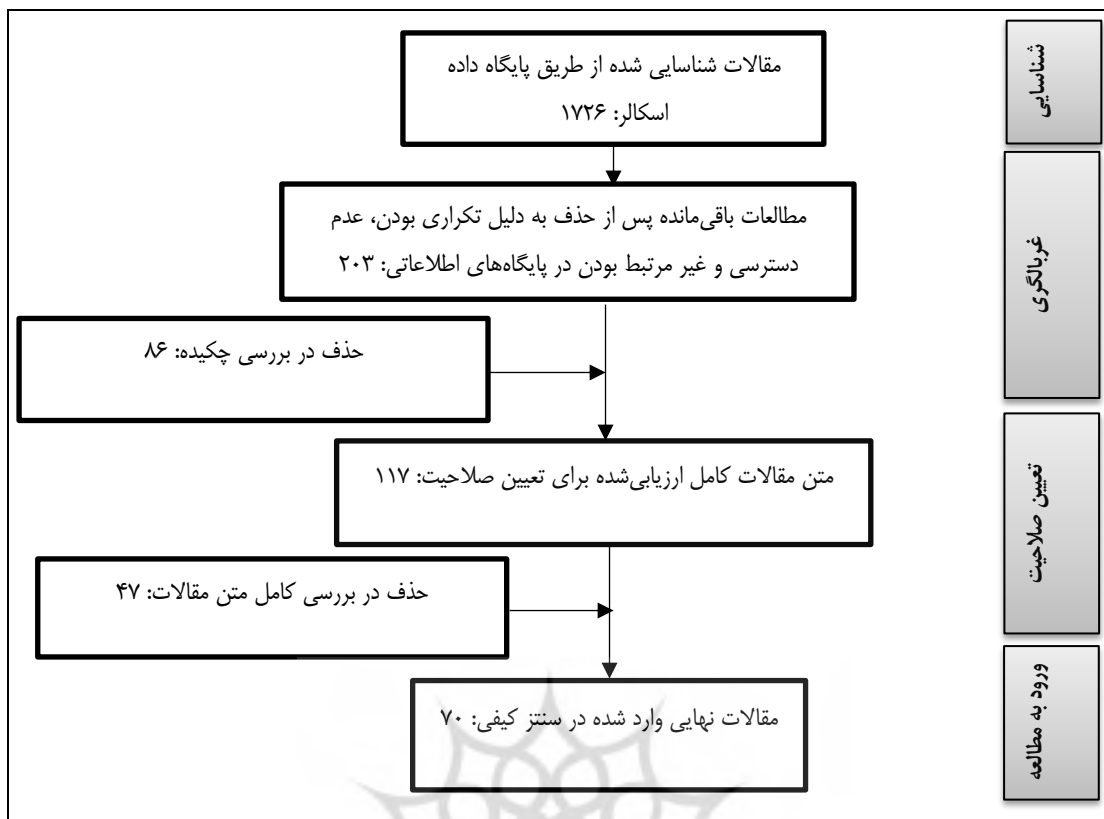 شناسایی
مقالات شناسایی شده از طریق پایگاه داده
اسکالر: ۱۷۲۶
غربالگری
مطالعات باقی‌مانده پس از حذف به دلیل تکراری بودن، عدم
دسترسی و غیر مرتبط بودن در پایگاه‌های اطلاعاتی: ۲۰۳
حذف در بررسی چکیده: ۸۶
تعیین صلاحیت
متن مقالات کامل ارزیابی‌شده برای تعیین صلاحیت: ۱۱۷
حذف در بررسی کامل متن مقالات: ۴۷
ورود به مطالعه
مقالات نهایی وارد شده در سنتز کیفی: ۷۰